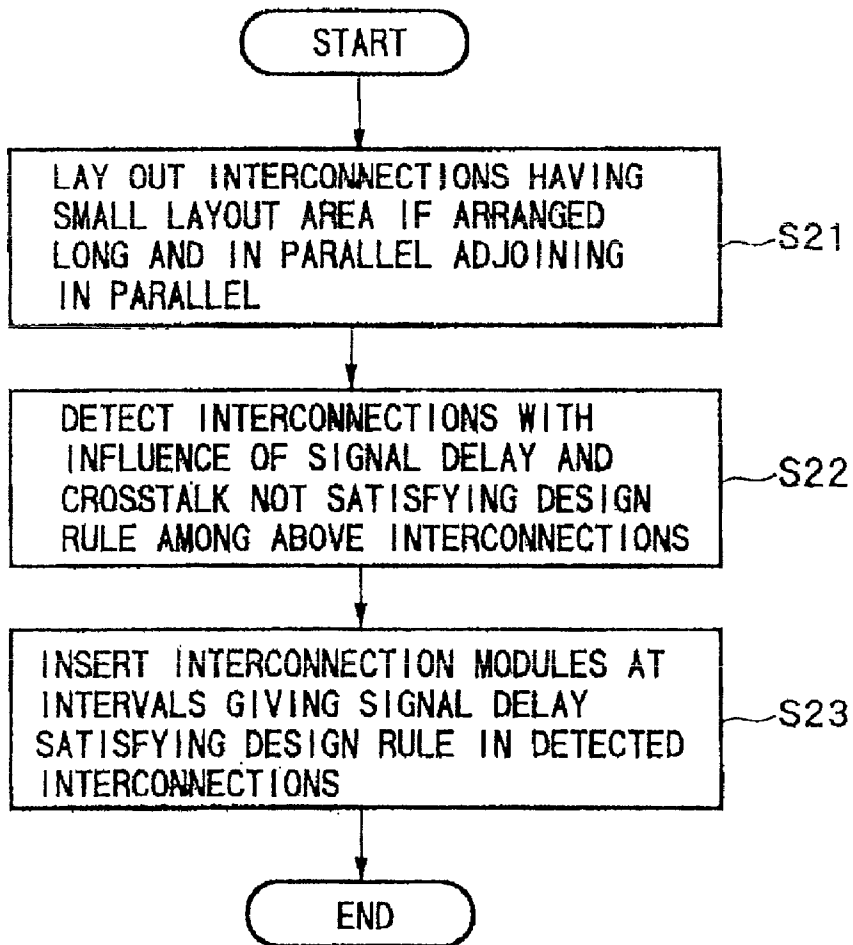 START
LAY OUT INTERCONNECTIONS HAVING
SMALL LAYOUT AREA IF ARRANGED
LONG AND IN PARALLEL ADJOINING
IN PARALLEL
S21
DETECT INTERCONNECTIONS WITH
INFLUENCE OF SIGNAL DELAY AND
CROSSTALK NOT SATISFYING DESIGN
RULE AMONG ABOVE INTERCONNECTIONS
S22
INSERT INTERCONNECTION MODULES AT
INTERVALS GIVING SIGNAL DELAY
SATISFYING DESIGN RULE IN DETECTED
INTERCONNECTIONS
S23
END